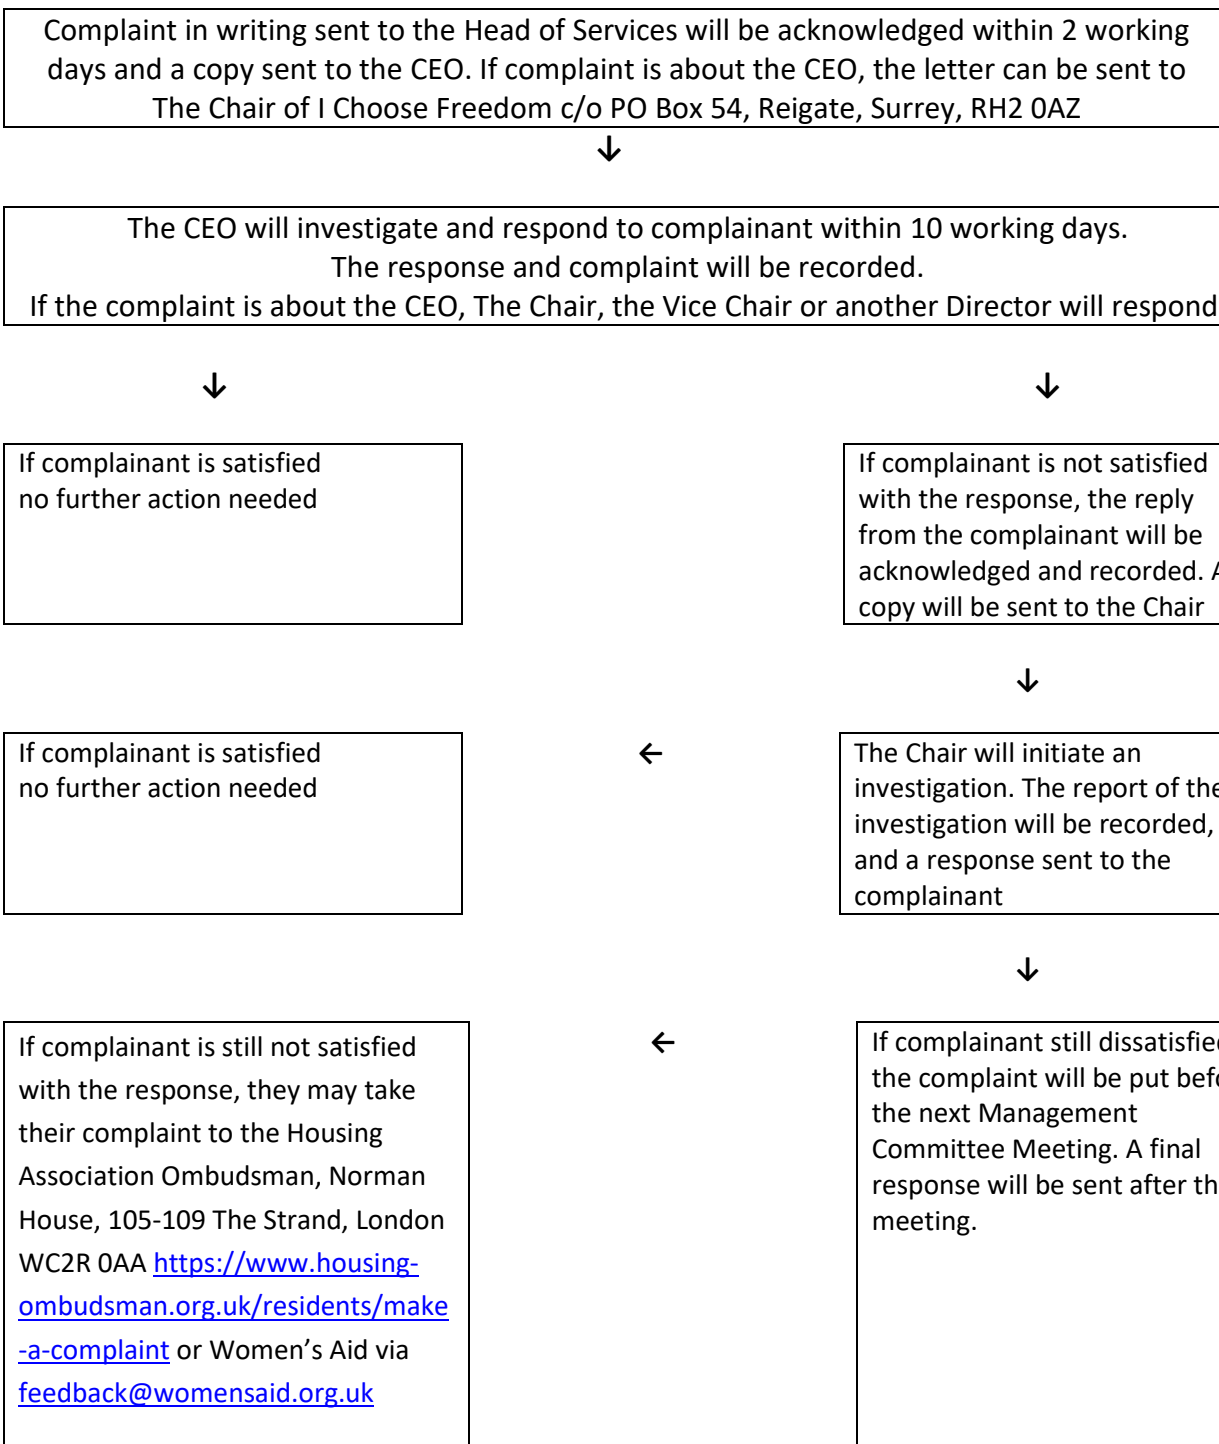 Complaint in writing sent to the Head of Services will be acknowledged within 2 working
days and a copy sent to the CEO. If complaint is about the CEO, the letter can be sent to
The Chair of I Choose Freedom c/o PO Box 54, Reigate, Surrey, RH2 0AZ
↓
The CEO will investigate and respond to complainant within 10 working days.
The response and complaint will be recorded.
If the complaint is about the CEO, The Chair, the Vice Chair or another Director will respond
↓ ↓
If complainant is satisfied
no further action needed
If complainant is not satisfied
with the response, the reply
from the complainant will be
acknowledged and recorded.
copy will be sent to the Chair
↓
If complainant is satisfied
no further action needed
←
The Chair will initiate an
investigation. The report of the
investigation will be recorded,
and a response sent to the
complainant
↓
If complainant is still not satisfied
with the response, they may take
their complaint to the Housing
Association Ombudsman, Norman
House, 105-109 The Strand, London
WC2R 0AA https://www.housing-
ombudsman.org.uk/residents/make
-a-complaint or Women’s Aid via
feedback@womensaid.org.uk
←
If complainant still dissatisfied
the complaint will be put
the next Management
Committee Meeting. A final
response will be sent after
meeting.